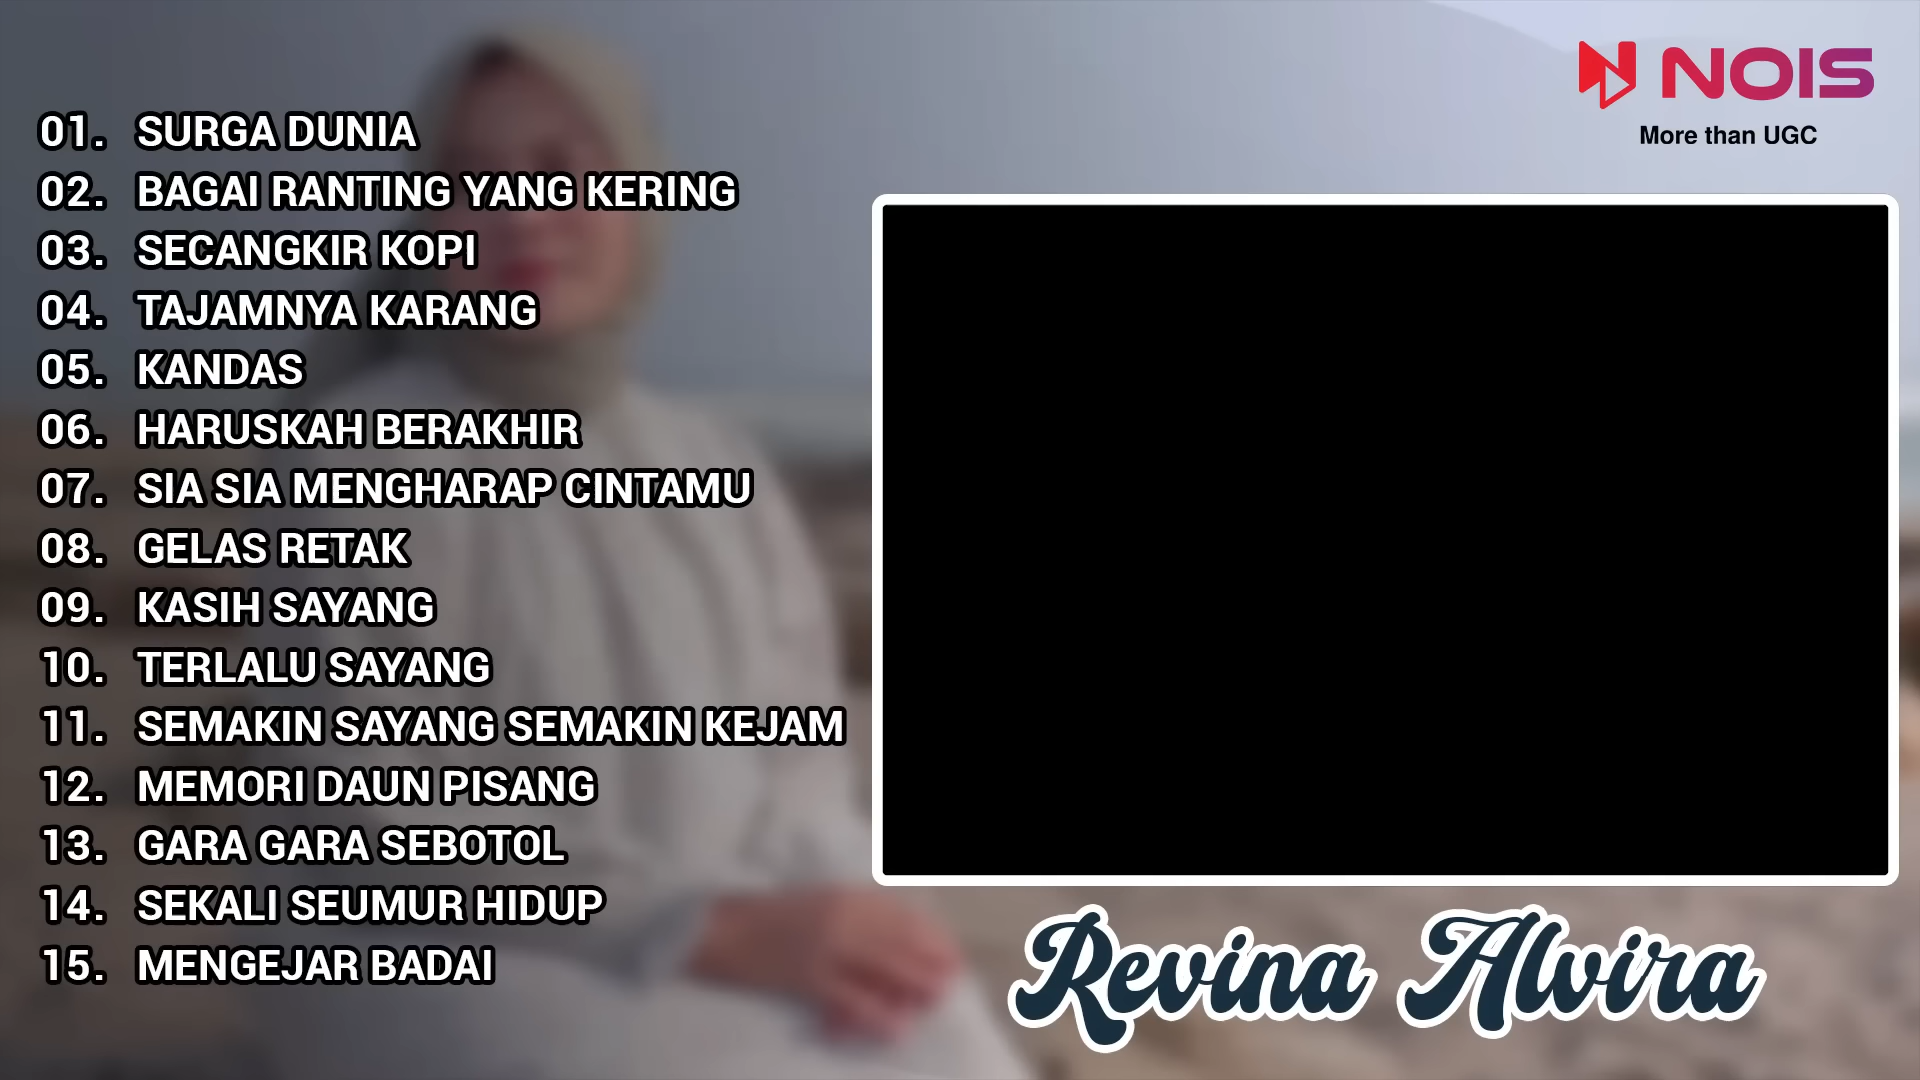 NOIS
More than UGC
01. SURGA DUNIA
02. BAGAI RANTING YANG KERING
03. SECANGKIR KOPI
04. TAJAMNYA KARANG
05. KANDAS
06. HARUSKAH BERAKHIR
07. SIA SIA MENGHARAP CINTAMU
08. GELAS RETAK
09. KASIH SAYANG
10. TERLALU SAYANG
11. SEMAKIN SAYANG SEMAKIN KEJAM
12. MEMORI DAUN PISANG
13. GARA GARA SEBOTOL
14. SEKALI SEUMUR HIDUP
15. MENGEJAR BADAI
Revina Alvira